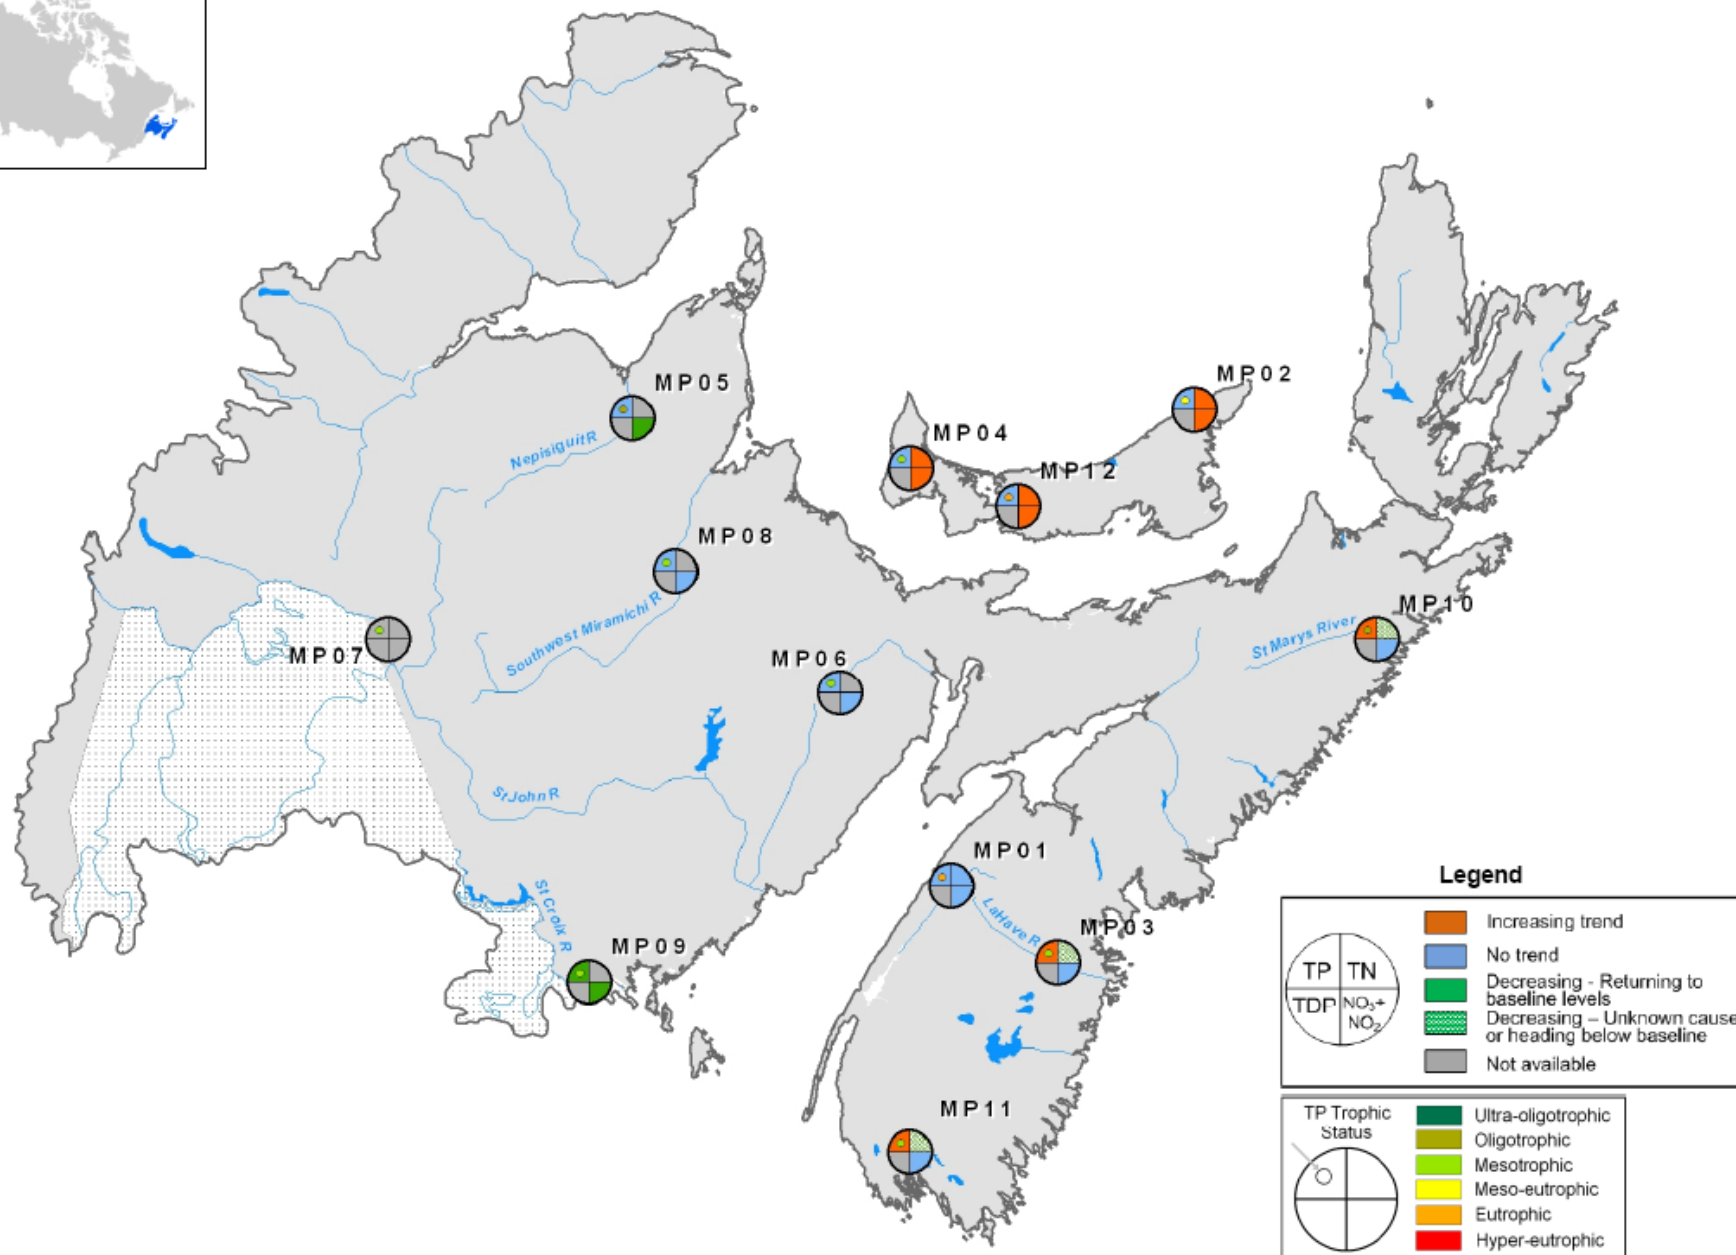 MP05
MP02
MP04
MP12
Nepisiguit R
MP08
MP10
St Marys River
Southwest Miramichi R
MP07
MP06
St John R
MP01
LaHave R
MP03
St Croix R
MP09
MP11
Legend
TP TN
TDP NO3+
NO2
Increasing trend
No trend
Decreasing - Returning to
baseline levels
Decreasing – Unknown cause
or heading below baseline
Not available
TP Trophic
Status
Ultra-oligotrophic
Oligotrophic
Mesotrophic
Meso-eutrophic
Eutrophic
Hyper-eutrophic